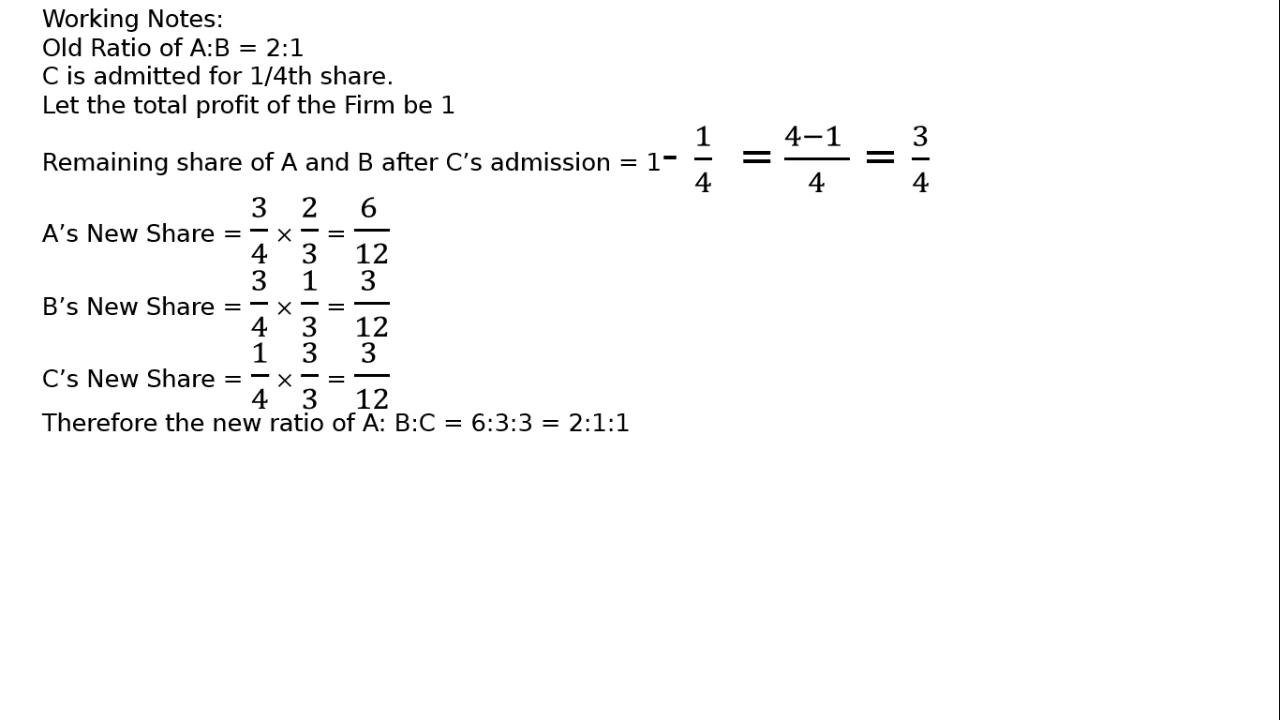 Working Notes:
Old Ratio of A:B = 2:1
C is admitted for 1/4th share.
Let the total profit of the Firm be 1
Remaining share of A and B after C’s admission = 1- 1/4 = 4−1/4 = 3/4
A’s New Share = 3/4 × 2/3 = 6/12
B’s New Share = 3/4 × 1/3 = 3/12
C’s New Share = 1/4 × 3/3 = 3/12
Therefore the new ratio of A: B:C = 6:3:3 = 2:1:1